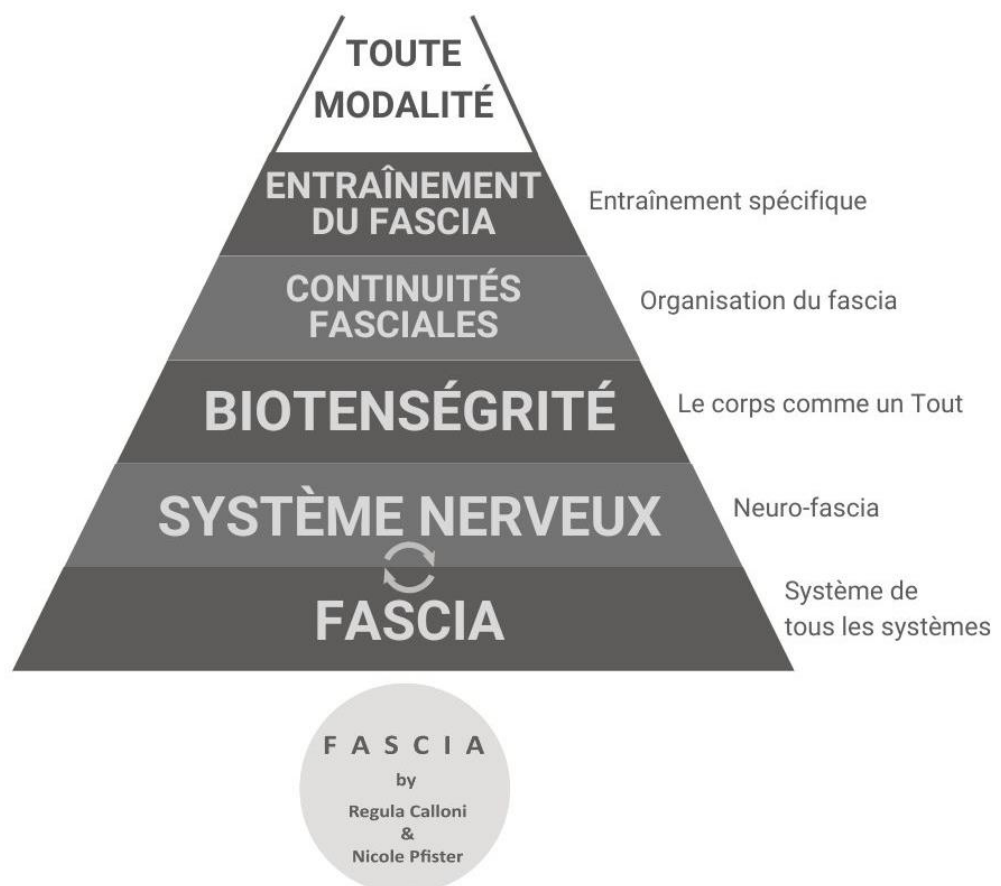 TOUTE
MODALITÉ
ENTRAÎNEMENT
DU FASCIA
Entraînement spécifique
CONTINUITÉS
FASCIALES
Organisation du fascia
BIOTENSÉGRITÉ
Le corps comme un Tout
SYSTÈME NERVEUX
Neuro-fascia
FASCIA
Système de
tous les systèmes
FASCIA
by
Regula Calloni
&
Nicole Pfister